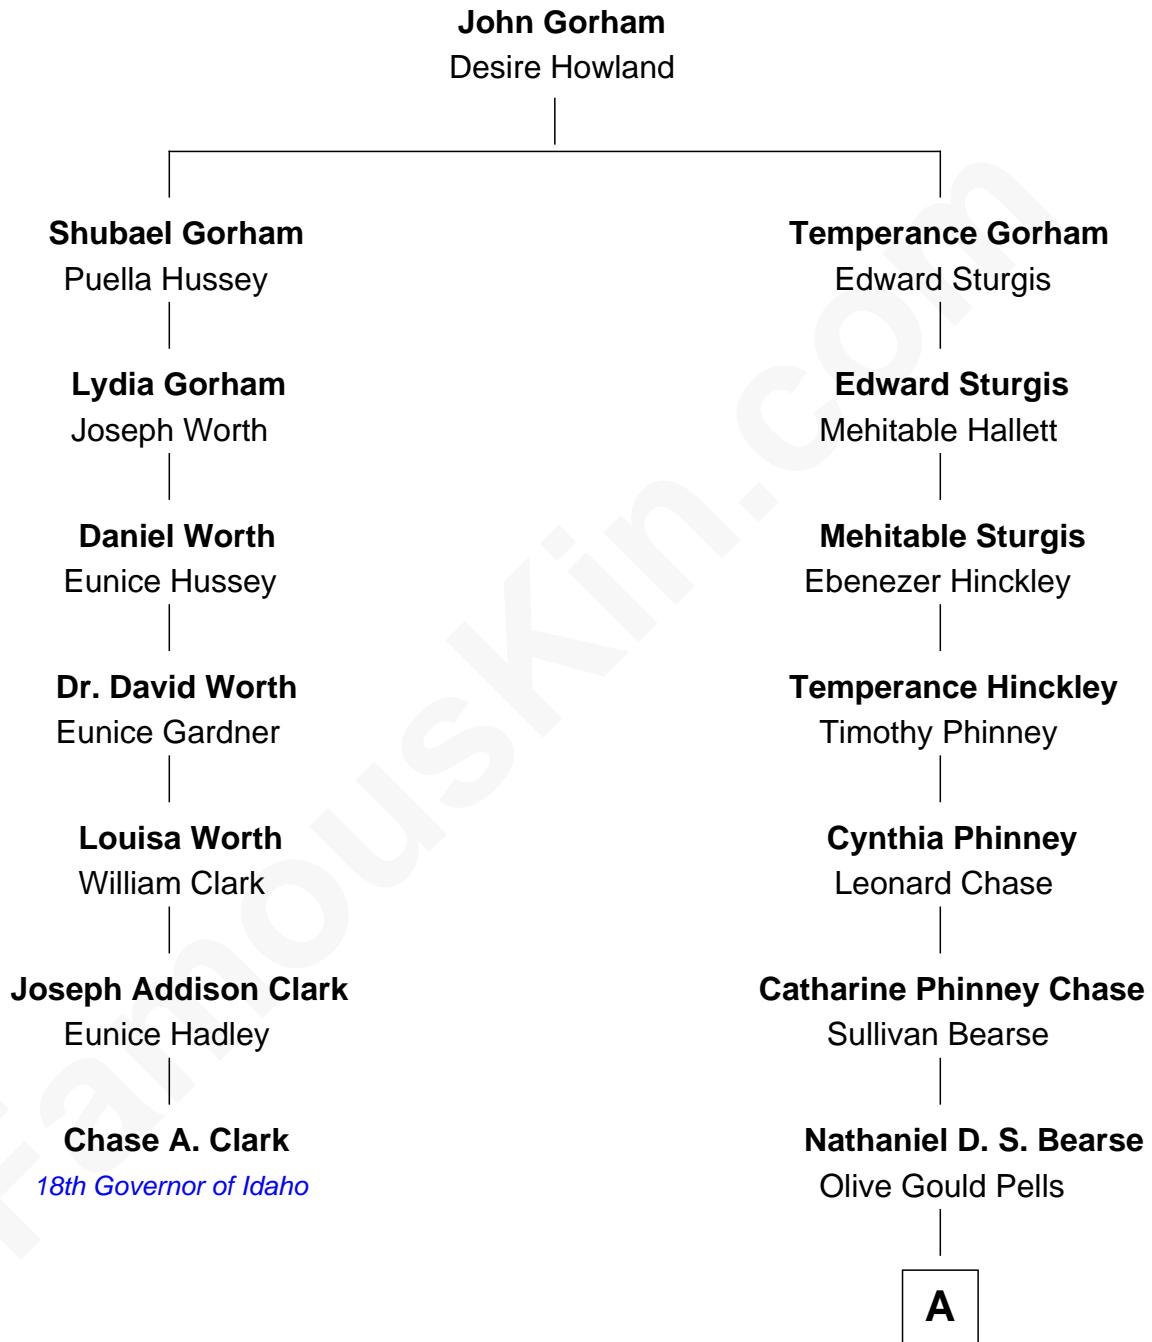 John Gorham
Desire Howland
Shubael Gorham
Puella Hussey
Temperance Gorham
Edward Sturgis
Lydia Gorham
Joseph Worth
Edward Sturgis
Mehitable Hallett
Daniel Worth
Eunice Hussey
Mehitable Sturgis
Ebenezer Hinckley
Dr. David Worth
Eunice Gardner
Temperance Hinckley
Timothy Phinney
Louisa Worth
William Clark
Cynthia Phinney
Leonard Chase
Joseph Addison Clark
Eunice Hadley
Catharine Phinney Chase
Sullivan Bearse
Chase A. Clark
18th Governor of Idaho
Nathaniel D. S. Bearse
Olive Gould Pells
A
FamousKin.com